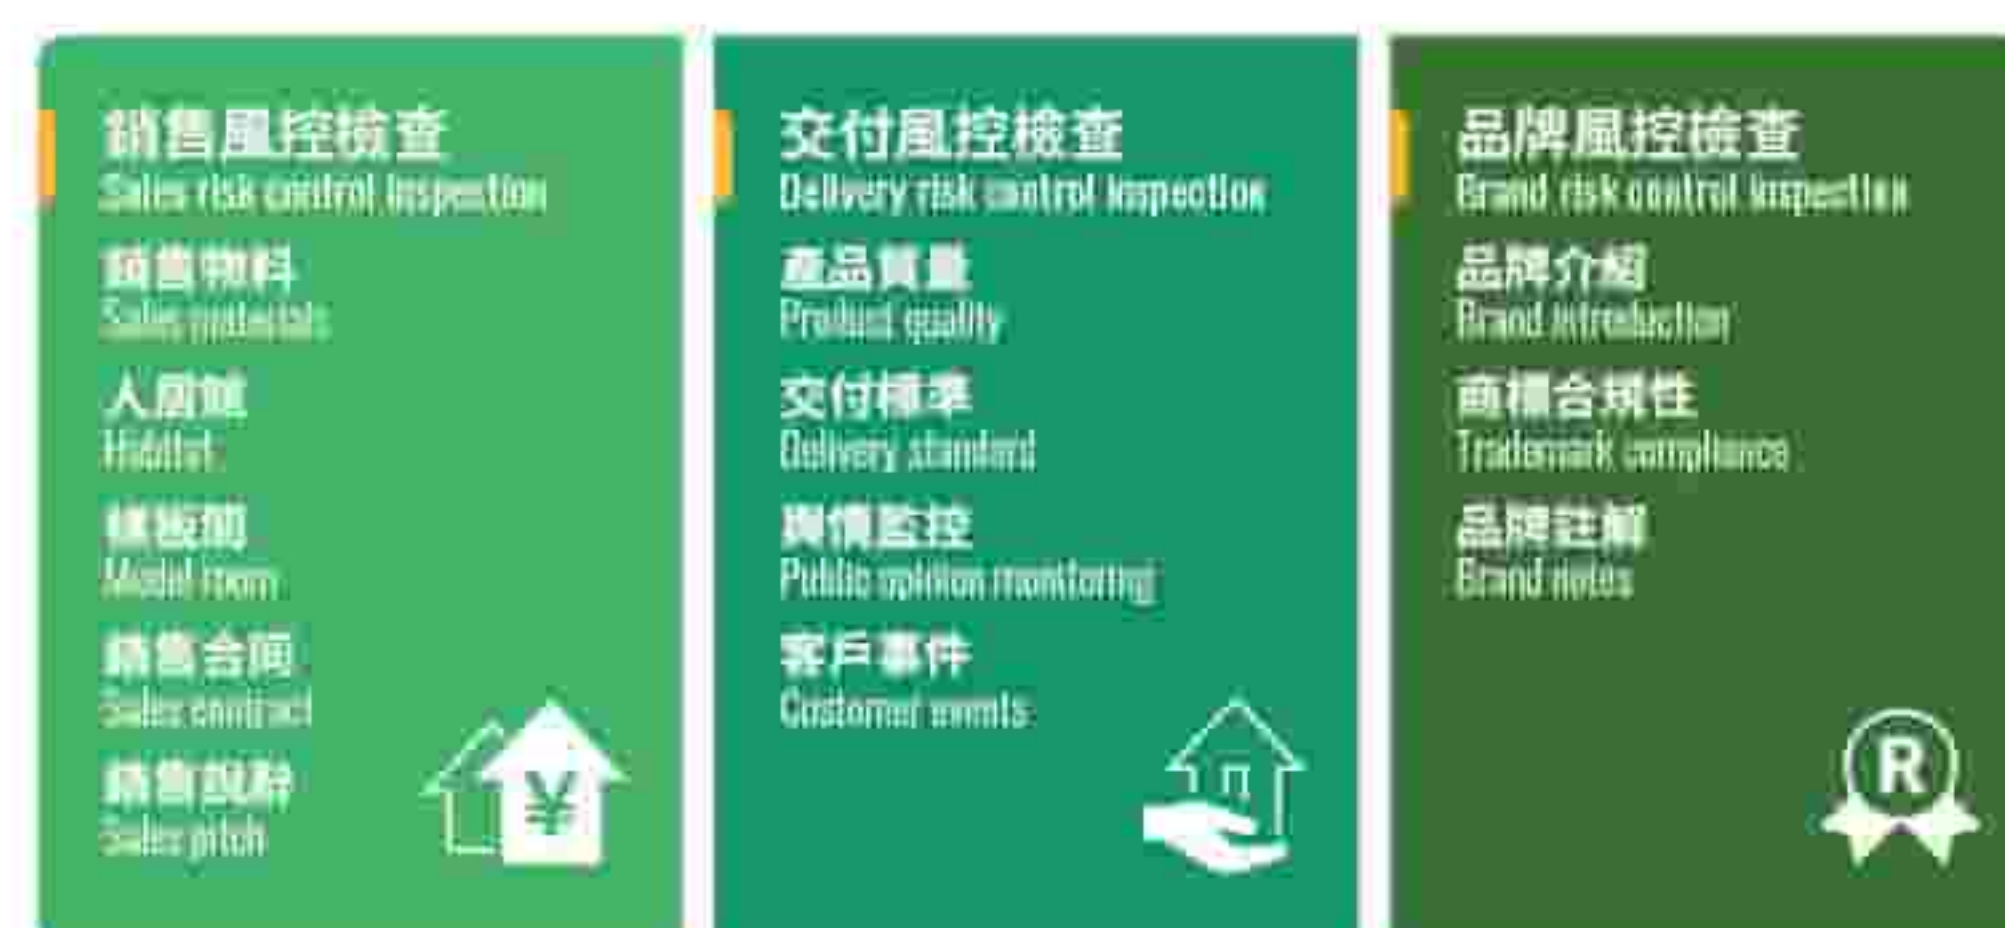 銷售風控檢查
Sales risk control inspection
銷售物料
Sales materials
人居館
Habitat
樣板間
Model room
銷售合同
Sales contract
銷售說辭
Sales pitch
¥
交付風控檢查
Delivery risk control inspection
產品質量
Product quality
交付標準
Delivery standard
輿情監控
Public opinion monitoring
客戶事件
Customer events
品牌風控檢查
Brand risk control inspection
品牌介紹
Brand introduction
商標合規性
Trademark compliance
品牌註解
Brand notes
R